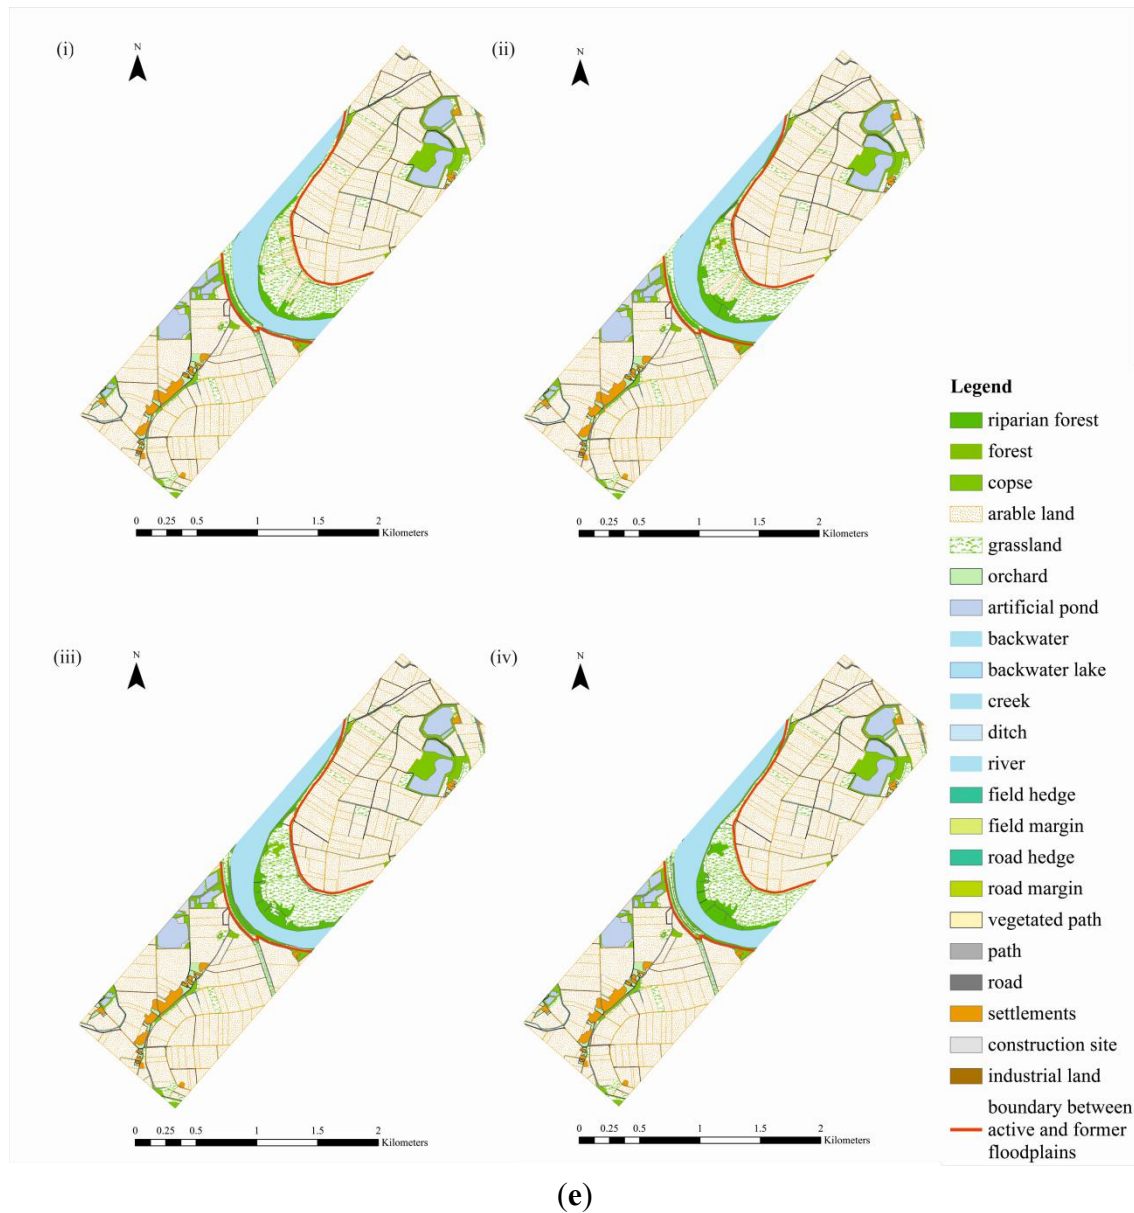 (i)
N
(ii)
N
0 0.25 0.5 1 1.5 2
Kilometers
0 0.25 0.5 1 1.5 2
Kilometers
(iii)
N
(iv)
N
0 0.25 0.5 1 1.5 2
Kilometers
0 0.25 0.5 1 1.5 2
Kilometers
Legend
riparian forest
forest
copse
arable land
grassland
orchard
artificial pond
backwater
backwater lake
creek
ditch
river
field hedge
field margin
road hedge
road margin
vegetated path
path
road
settlements
construction site
industrial land
boundary between
active and former
floodplains
(e)